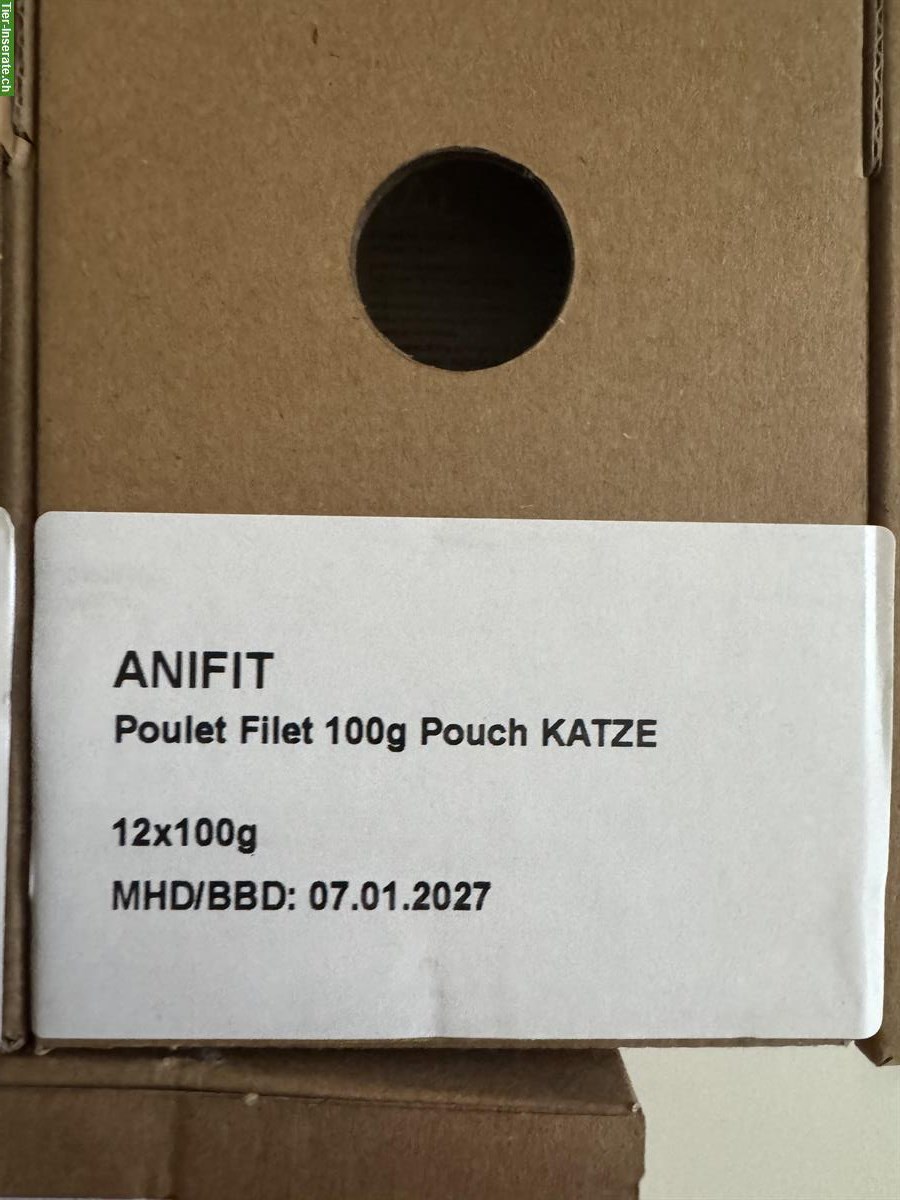 Tier-Inserate.ch
ANIFIT
Poulet Filet 100g Pouch KATZE
12x100g
MHD/BBD: 07.01.2027